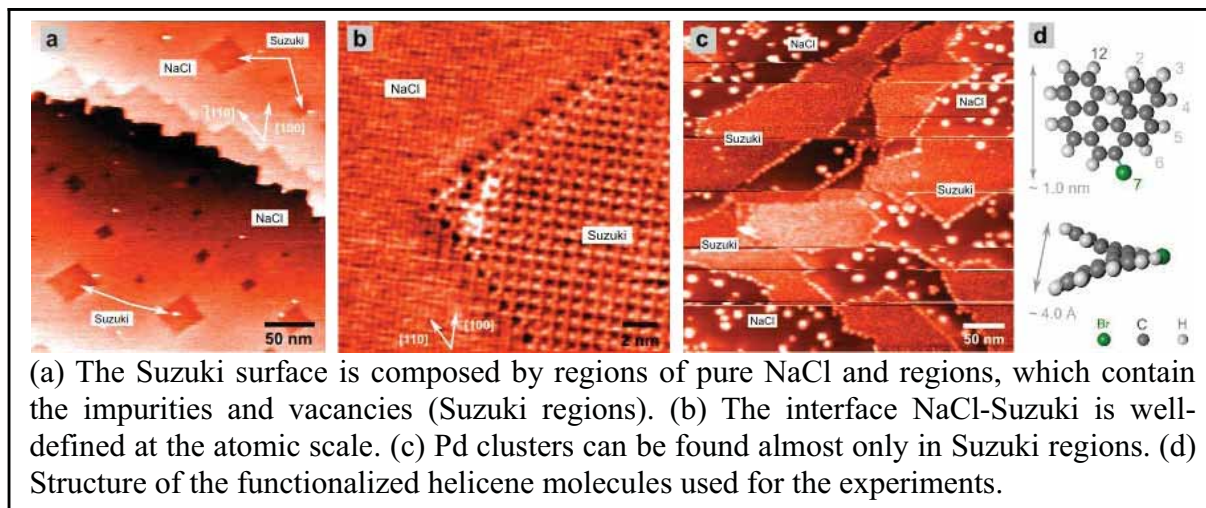 a
Suzuki
NaCl
[110]
[100]
NaCl
Suzuki
50 nm
b
NaCl
Suzuki
[110]
[100]
2 nm
c
NaCl
NaCl
Suzuki
Suzuki
Suzuki
NaCl
NaCl
50 nm
d
12
2
3
4
5
6
7
~ 1.0 nm
~ 4.0 Å
Br C H
(a) The Suzuki surface is composed by regions of pure NaCl and regions, which contain
the impurities and vacancies (Suzuki regions). (b) The interface NaCl-Suzuki is well-
defined at the atomic scale. (c) Pd clusters can be found almost only in Suzuki regions. (d)
Structure of the functionalized helicene molecules used for the experiments.